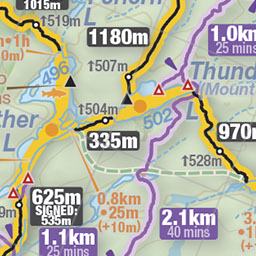 1015m
↑519m
1180m
1.0km
25 mins
•1h
↑507m
Thund
(Mount
496
↑504m
502
ther
L
L
335m
970m
↑528m
625m
SIGNED:
535m
0.8km
•25m
(+10m)
2.1km
40 mins
1.1km
25 mins